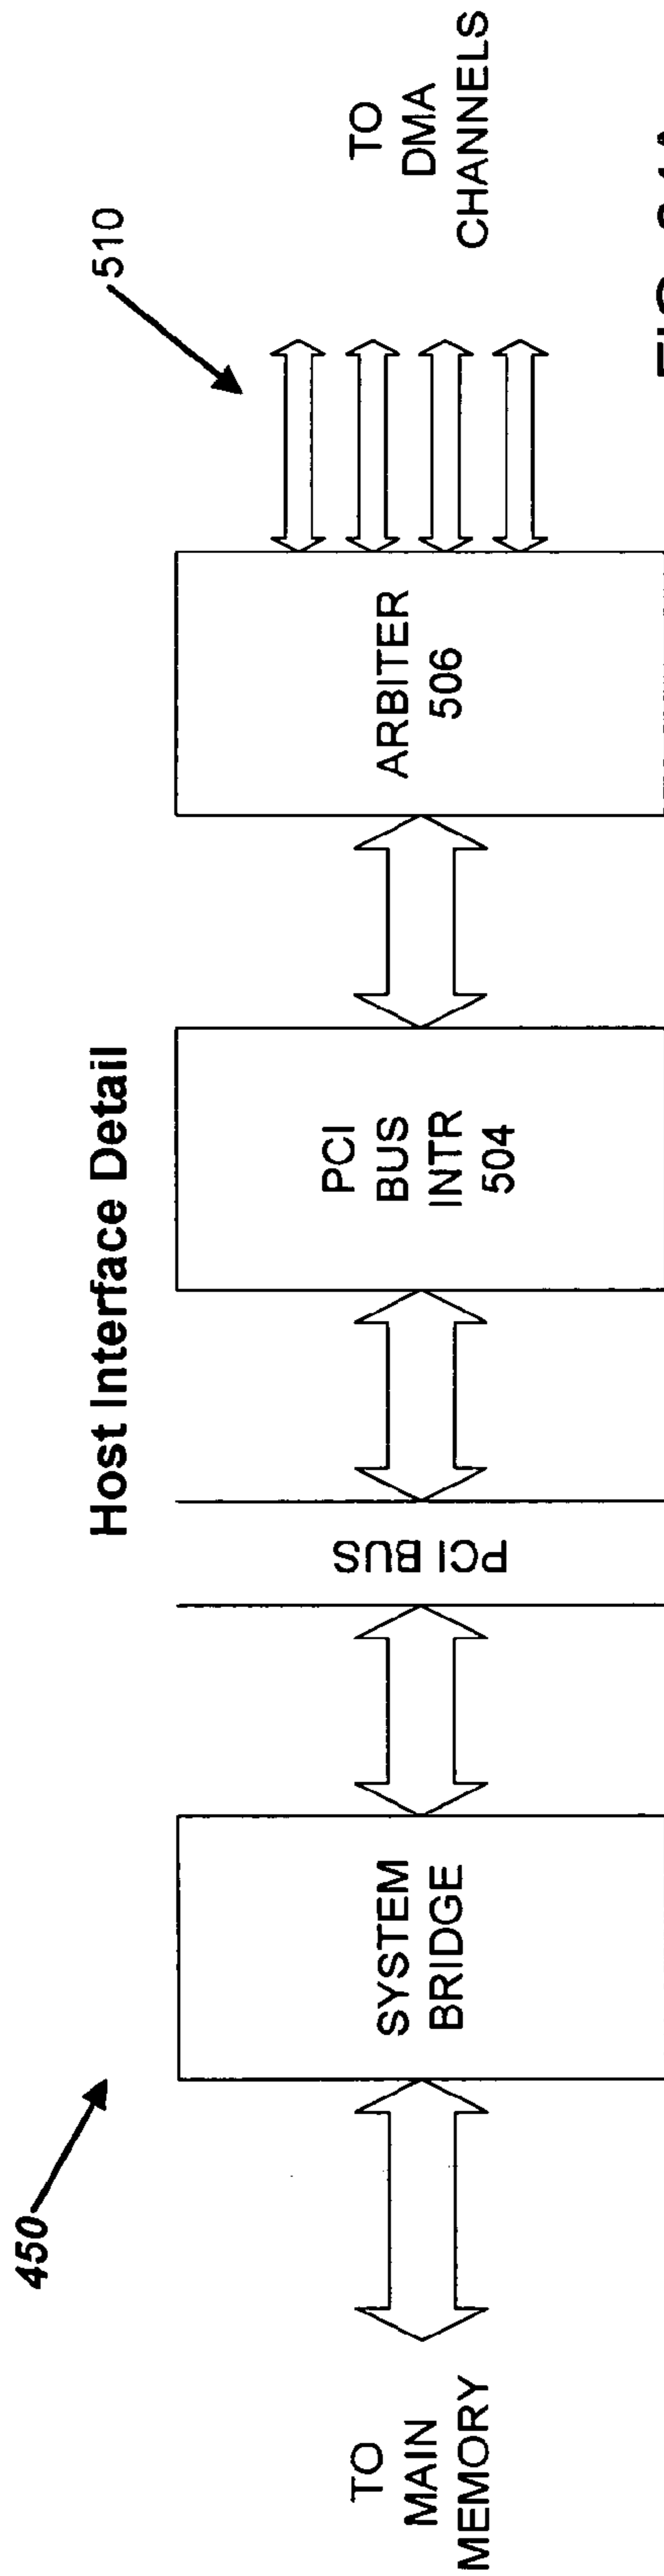 Host Interface Detail
450
510
TO
MAIN
MEMORY
SYSTEM
BRIDGE
PCI BUS
PCI
BUS
INTR
504
ARBITER
506
TO
DMA
CHANNELS